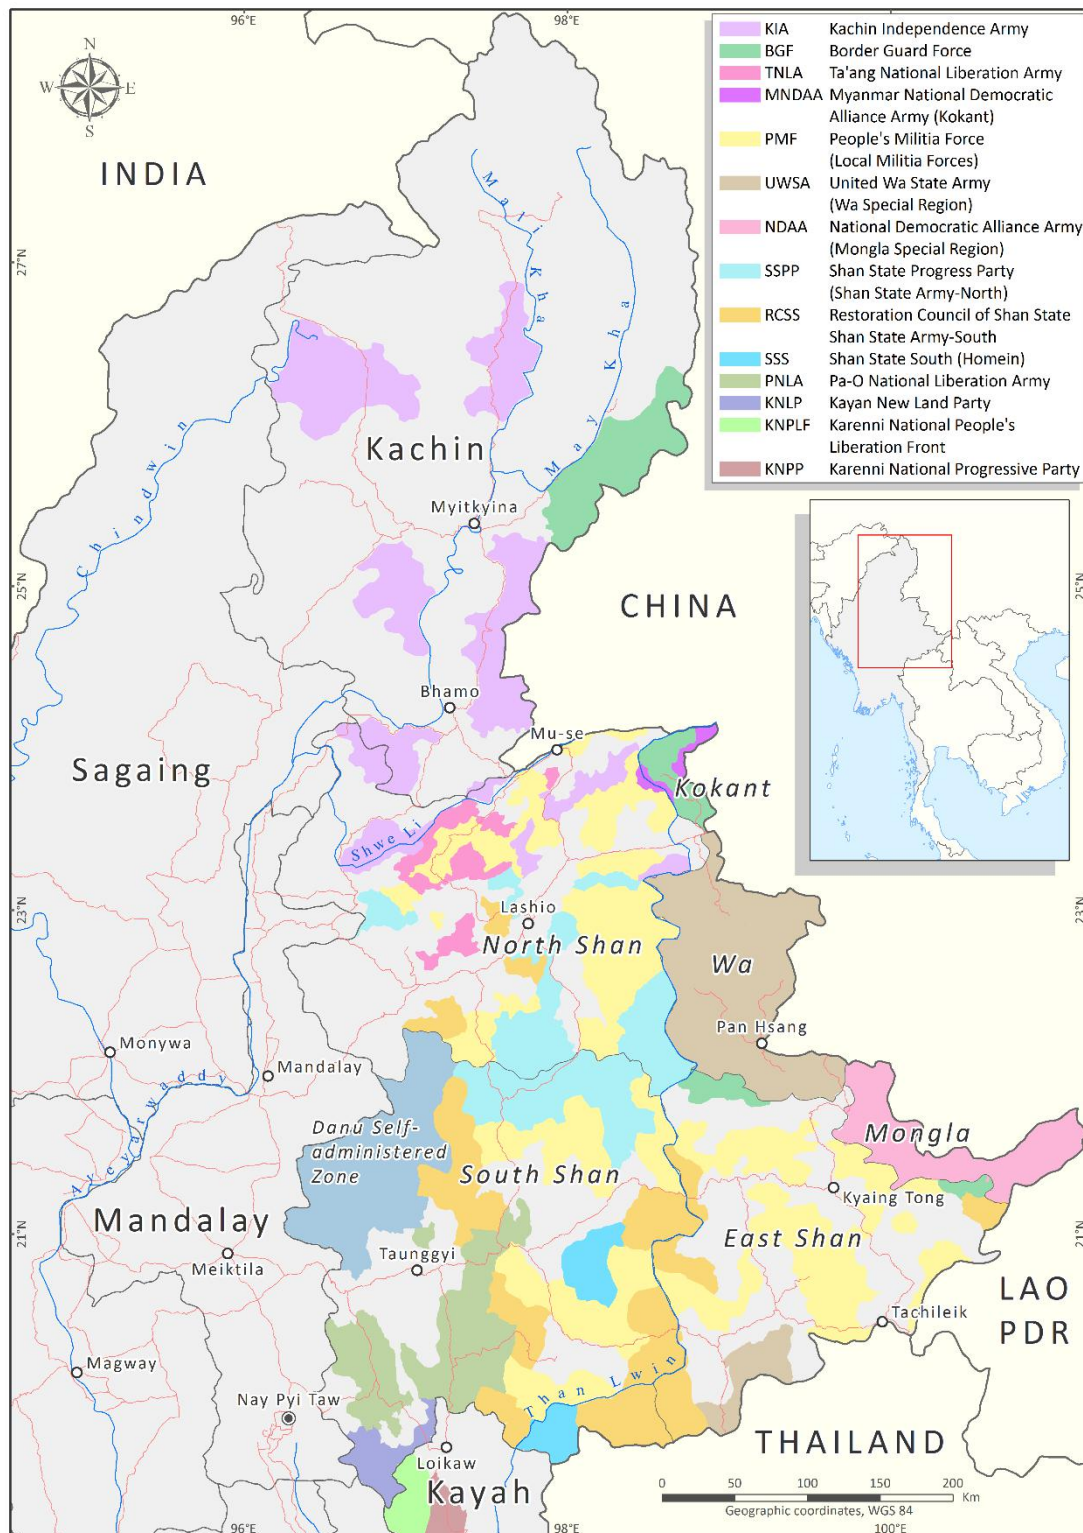 96°E 98°E
N
W E
S
INDIA
27°N
KIA Kachin Independence Army
BGF Border Guard Force
TNLA Ta'ang National Liberation Army
MNDAA Myanmar National Democratic
Alliance Army (Kokant)
PMF People's Militia Force
(Local Militia Forces)
UWSA United Wa State Army
(Wa Special Region)
NDAA National Democratic Alliance Army
(Mongla Special Region)
SSPP Shan State Progress Party
(Shan State Army-North)
RCSS Restoration Council of Shan State
Shan State Army-South
SSS Shan State South (Homein)
PNLA Pa-O National Liberation Army
KNLP Kayan New Land Party
KNPLF Karenni National People's
Liberation Front
KNPP Karenni National Progressive Party
Mali Kha
May Kha
Chindwin
Kachin
Myitkyina
25°N 25°N
CHINA
Bhamo
Mu-se
Sagaing
Kokant
Shwe Li
23°N 23°N
Lashio
North Shan
Wa
Pan Hsang
Monywa
Mandalay
Ayeyarwaddy
Danu Self-
administered
Zone
Mongla
South Shan
Kyaing Tong
Mandalay
21°N 21°N
East Shan
Meiktila
Taunggyi
LAO
PDR
Tachileik
Magway
Than Lwin
Nay Pyi Taw
THAILAND
Loikaw
Kayah
0 50 100 150 200
Km
Geographic coordinates, WGS 84
96°E 98°E 100°E